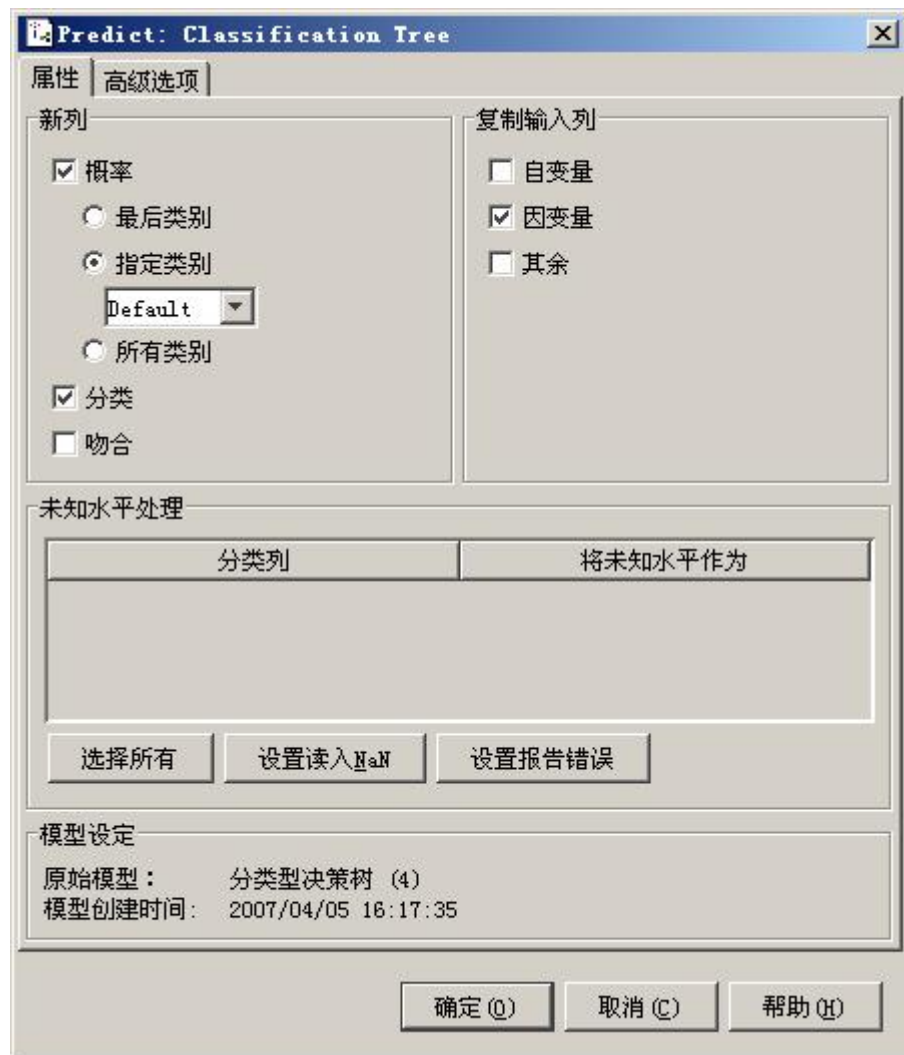 Predict: Classification Tree
属性
高级选项
新列
概率
最后类别
指定类别
Default
所有类别
分类
吻合
复制输入列
自变量
因变量
其余
未知水平处理
分类列
将未知水平作为
选择所有
设置读入NaN
设置报告错误
模型设定
原始模型： 分类型决策树 (4)
模型创建时间: 2007/04/05 16:17:35
确定(O)
取消(C)
帮助(H)